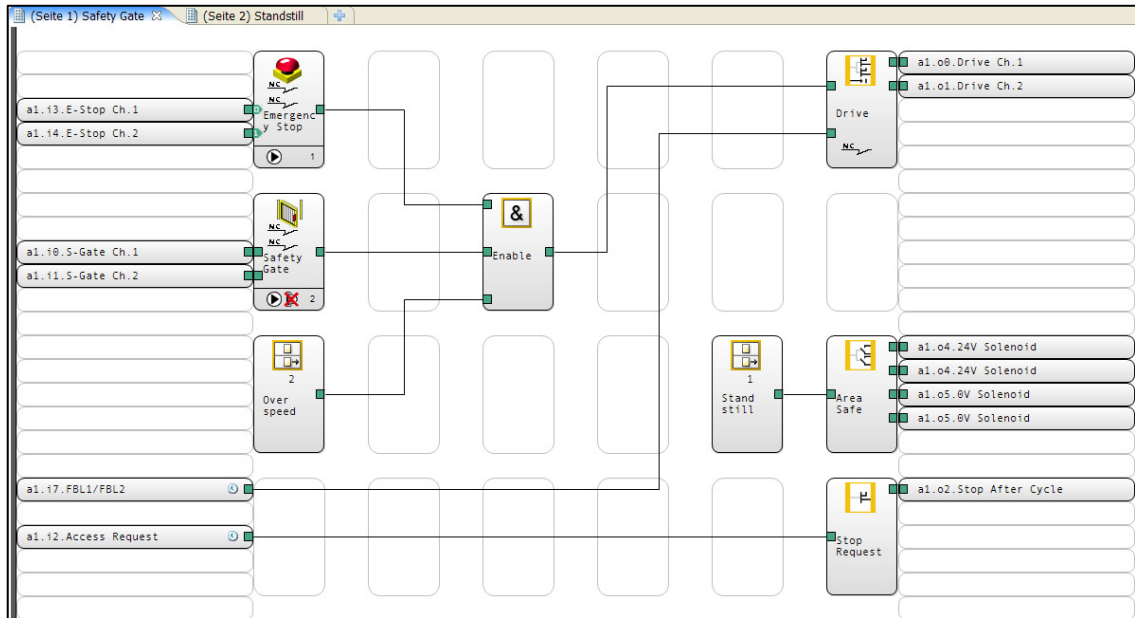 (Seite 1) Safety Gate
(Seite 2) Standstill
NC
NC
Emergenc
y Stop
1
a1.i3.E-Stop Ch.1
a1.i4.E-Stop Ch.2
Drive
NC
a1.o0.Drive Ch.1
a1.o1.Drive Ch.2
a1.i0.S-Gate Ch.1
a1.i1.S-Gate Ch.2
NC
NC
Safety
Gate
2
&
Enable
2
Over
speed
1
Stand
still
Area
Safe
a1.o4.24V Solenoid
a1.o4.24V Solenoid
a1.o5.0V Solenoid
a1.o5.0V Solenoid
a1.i7.FBL1/FBL2
a1.i2.Access Request
Stop
Request
a1.o2.Stop After Cycle